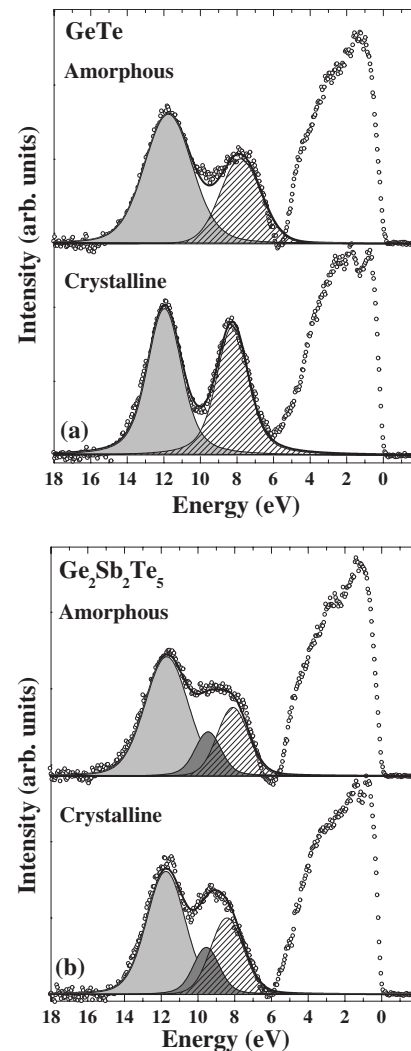 GeTe
Amorphous
Crystalline
(a)
Intensity (arb. units)
18 16 14 12 10 8 6 4 2 0
Energy (eV)
Ge₂Sb₂Te₅
Amorphous
Crystalline
(b)
Intensity (arb. units)
18 16 14 12 10 8 6 4 2 0
Energy (eV)